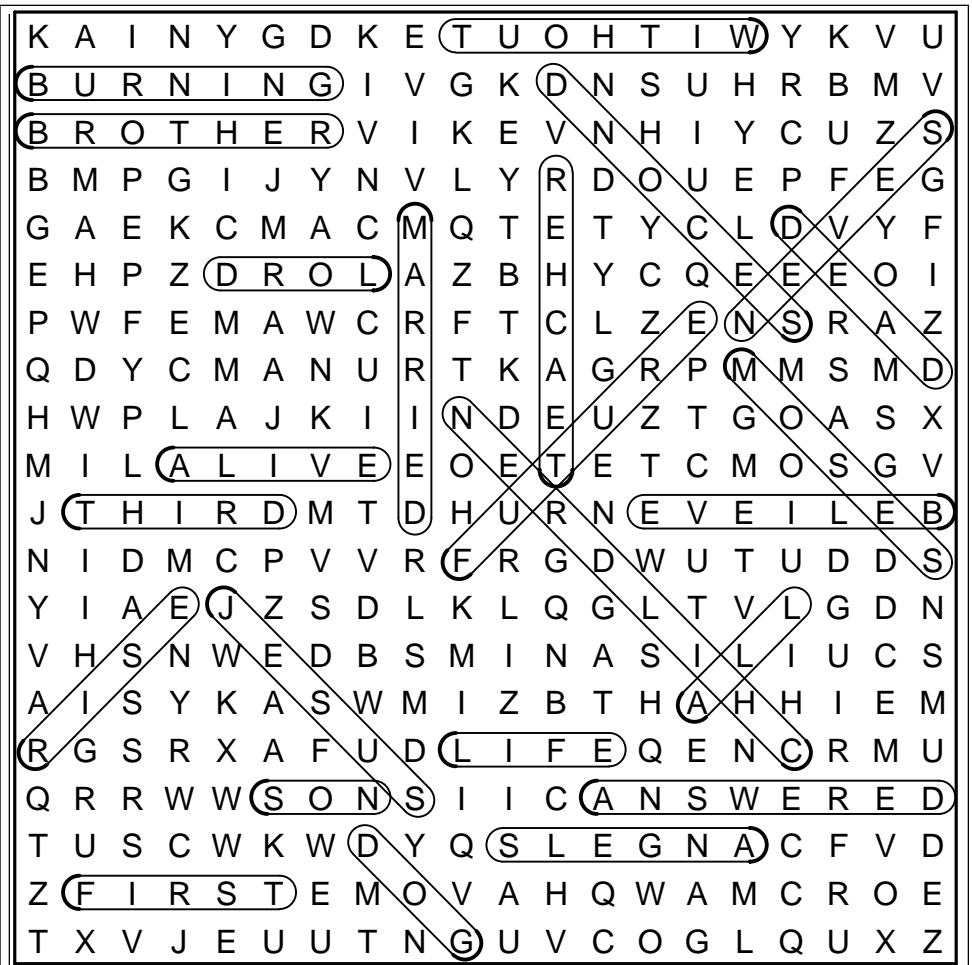 K A I N Y G D K E T U O H T I W Y K V U
B U R N I N G I V G K D N S U H R B M V
B R O T H E R V I K E V N H I Y C U Z S
B M P G I J Y N V L Y R D O U E P F E G
G A E K C M A C M Q T E T Y C L D V Y F
E H P Z D R O L A Z B H Y C Q E E E O I
P W F E M A W C R F T C L Z E N S R A Z
Q D Y C M A N U R T K A G R P M M S M D
H W P L A J K I I N D E U Z T G O A S X
M I L A L I V E E O E T E T C M O S G V
J T H I R D M T D H U R N E V E I L E B
N I D M C P V V R F R G D W U T U D D S
Y I A E J Z S D L K L Q G L T V L G D N
V H S N W E D B S M I N A S I L I U C S
A I S Y K A S W M I Z B T H A H H I E M
R G S R X A F U D L I F E Q E N C R M U
Q R R W W S O N S I I C A N S W E R E D
T U S C W K W D Y Q S L E G N A C F V D
Z F I R S T E M O V A H Q W A M C R O E
T X V J E U U T N G U V C O G L Q U X Z